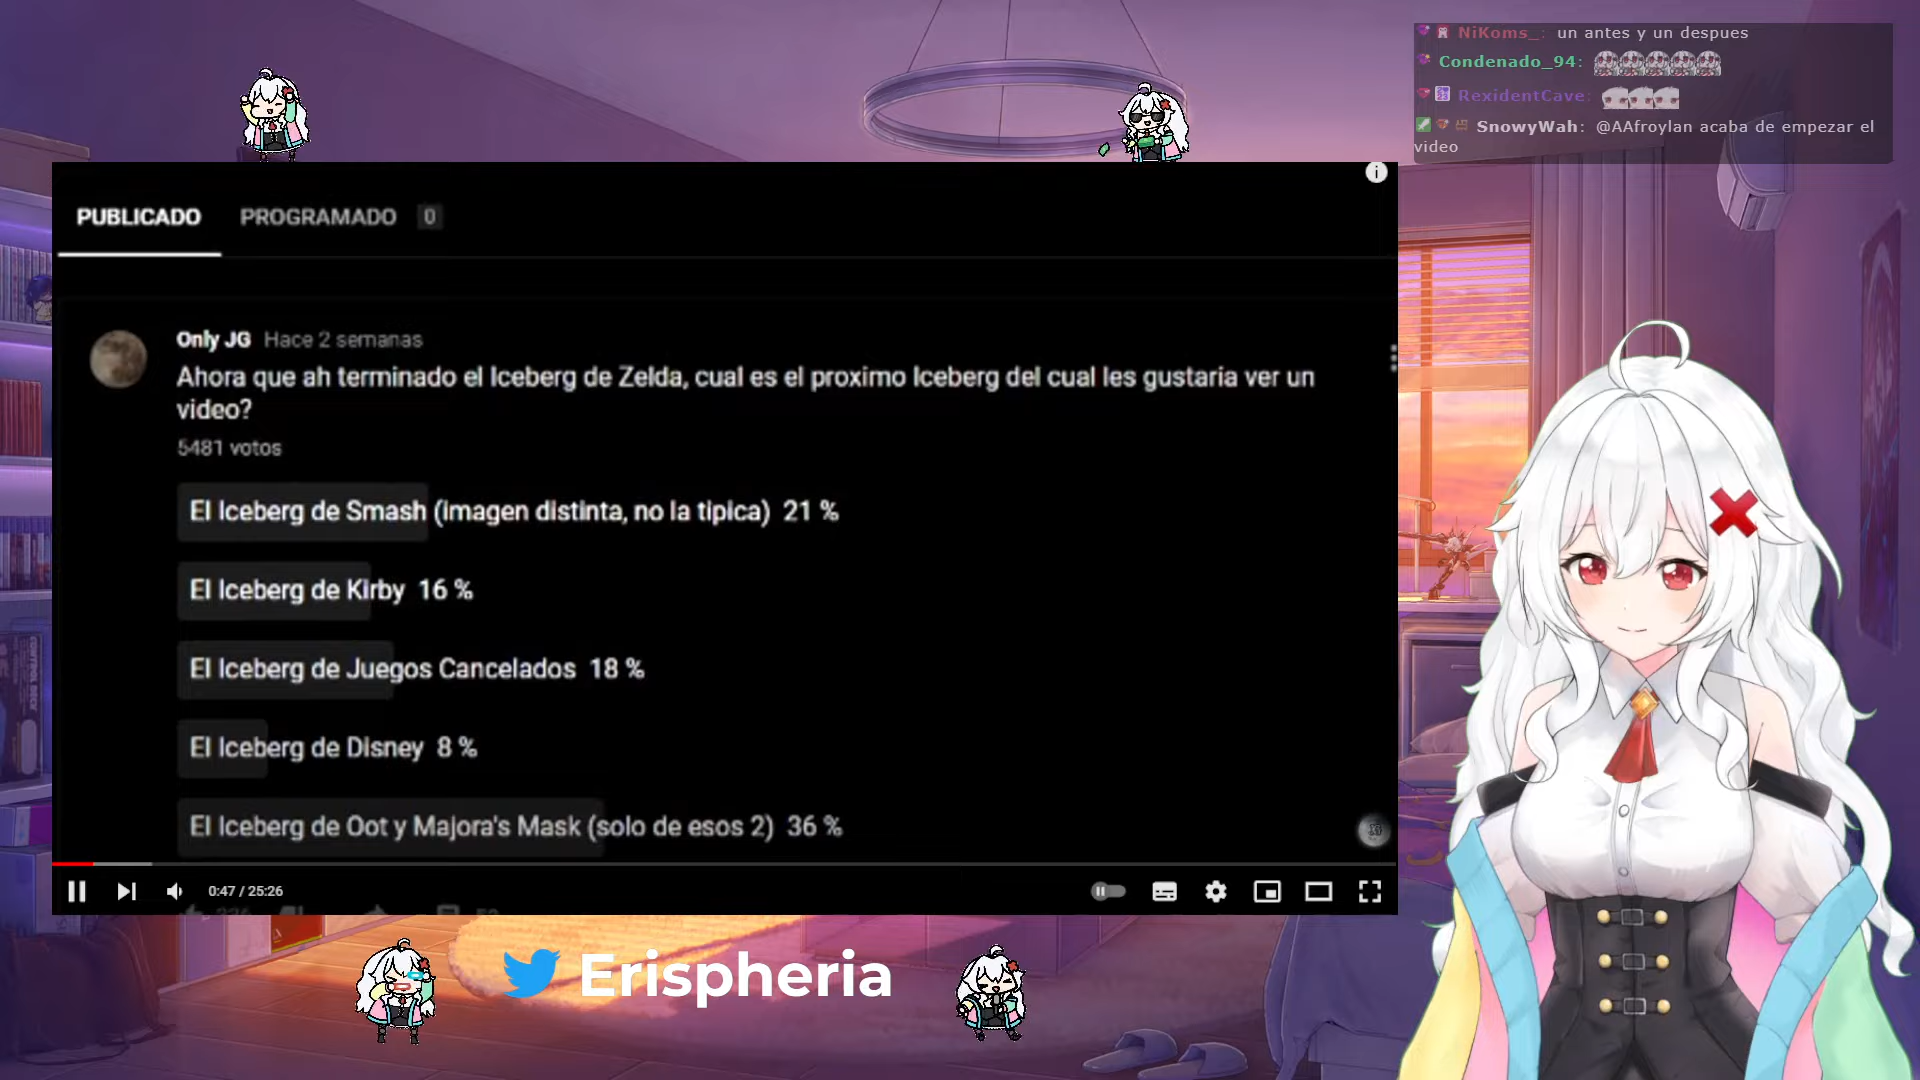 NiKoms_: un antes y un despues
Condenado_94:
RexidentCave:
SnowyWah: @AAfroylan acaba de empezar el
video
PUBLICADO PROGRAMADO 0
Only JG Hace 2 semanas
Ahora que ah terminado el Iceberg de Zelda, cual es el proximo Iceberg del cual les gustaria ver un
video?
5481 votos
El Iceberg de Smash (imagen distinta, no la tipica) 21 %
El Iceberg de Kirby 16 %
El Iceberg de Juegos Cancelados 18 %
El Iceberg de Disney 8 %
El Iceberg de Oot y Majora's Mask (solo de esos 2) 36 %
0:47 / 25:26
Erispheria